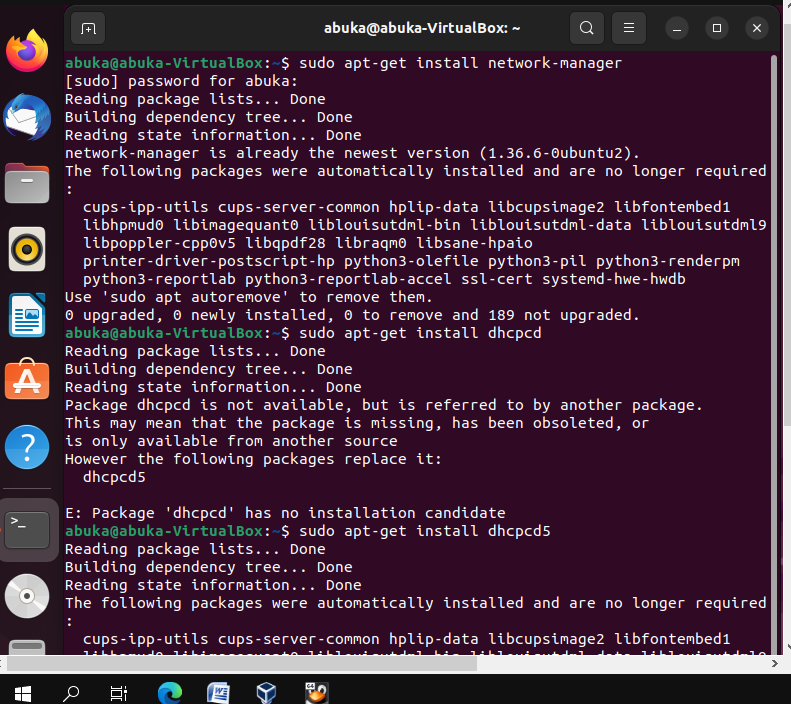 abuka@abuka-VirtualBox: ~
abuka@abuka-VirtualBox:~$ sudo apt-get install network-manager
[sudo] password for abuka:
Reading package lists... Done
Building dependency tree... Done
Reading state information... Done
network-manager is already the newest version (1.36.6-0ubuntu2).
The following packages were automatically installed and are no longer required
:
  cups-ipp-utils cups-server-common hplip-data libcupsimage2 libfontembed1
  libhpmud0 libimagequant0 liblouisutdml-bin liblouisutdml-data liblouisutdml9
  libpoppler-cpp0v5 libqpdf28 libraqm0 libsane-hpaio
  printer-driver-postscript-hp python3-olefile python3-pil python3-renderpm
  python3-reportlab python3-reportlab-accel ssl-cert systemd-hwe-hwdb
Use 'sudo apt autoremove' to remove them.
0 upgraded, 0 newly installed, 0 to remove and 189 not upgraded.
abuka@abuka-VirtualBox:~$ sudo apt-get install dhcpcd
Reading package lists... Done
Building dependency tree... Done
Reading state information... Done
Package dhcpcd is not available, but is referred to by another package.
This may mean that the package is missing, has been obsoleted, or
is only available from another source
However the following packages replace it:
  dhcpcd5
E: Package 'dhcpcd' has no installation candidate
abuka@abuka-VirtualBox:~$ sudo apt-get install dhcpcd5
Reading package lists... Done
Building dependency tree... Done
Reading state information... Done
The following packages were automatically installed and are no longer required
:
  cups-ipp-utils cups-server-common hplip-data libcupsimage2 libfontembed1
  libhpmud0 libimagequant0 liblouisutdml-bin liblouisutdml-data liblouisutdml9